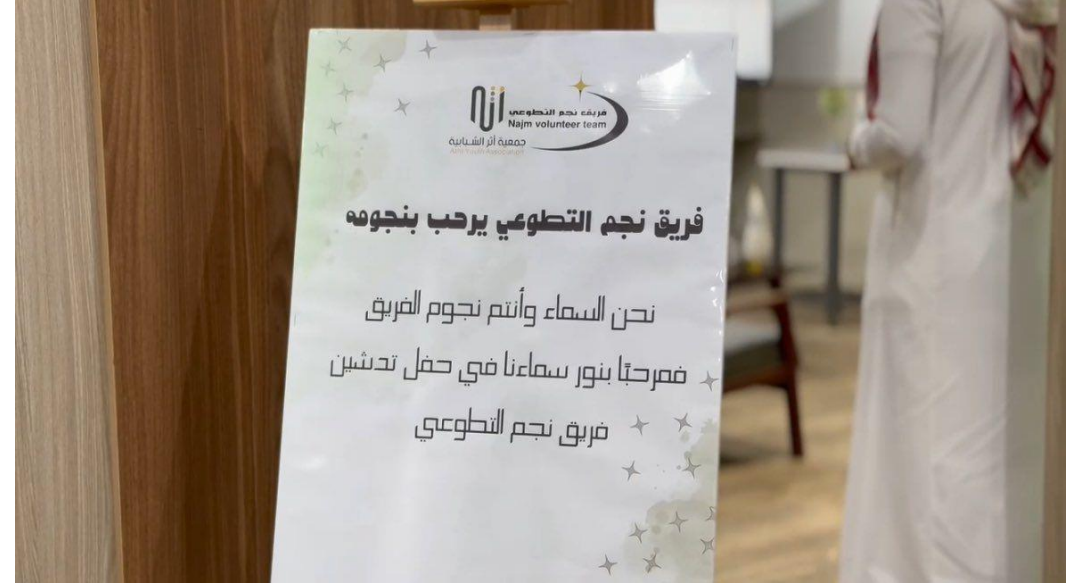 أثر
فريق نجم التطوعي
Najm volunteer team
جمعية أثر الشبابية
فريق نجم التطوعي يرحب بنجومه
نحن السماء وأنتم نجوم الفريق
فمرحبًا بنور سماءنا في حفل تدشين
فريق نجم التطوعي